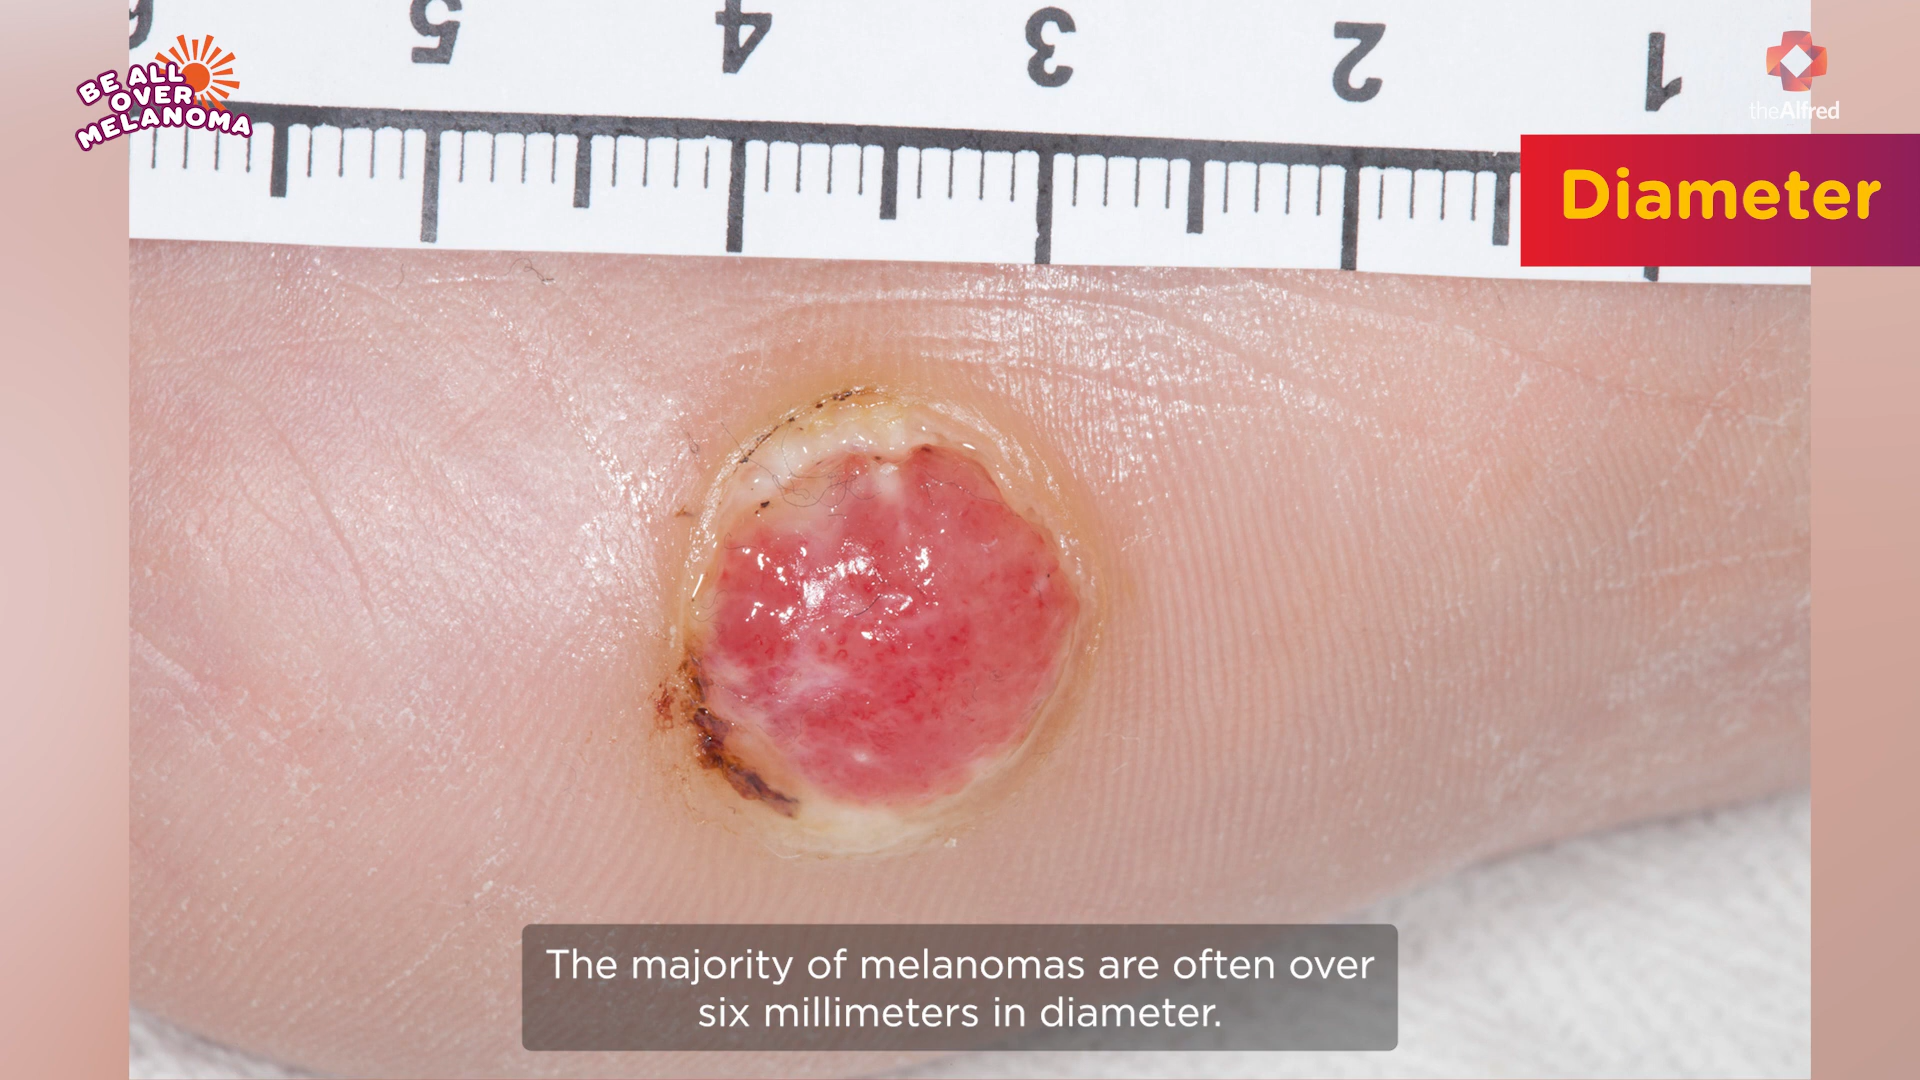 BE ALL
OVER
MELANOMA
6 5 4 3 2 1
theAlfred
Diameter
The majority of melanomas are often over
six millimeters in diameter.